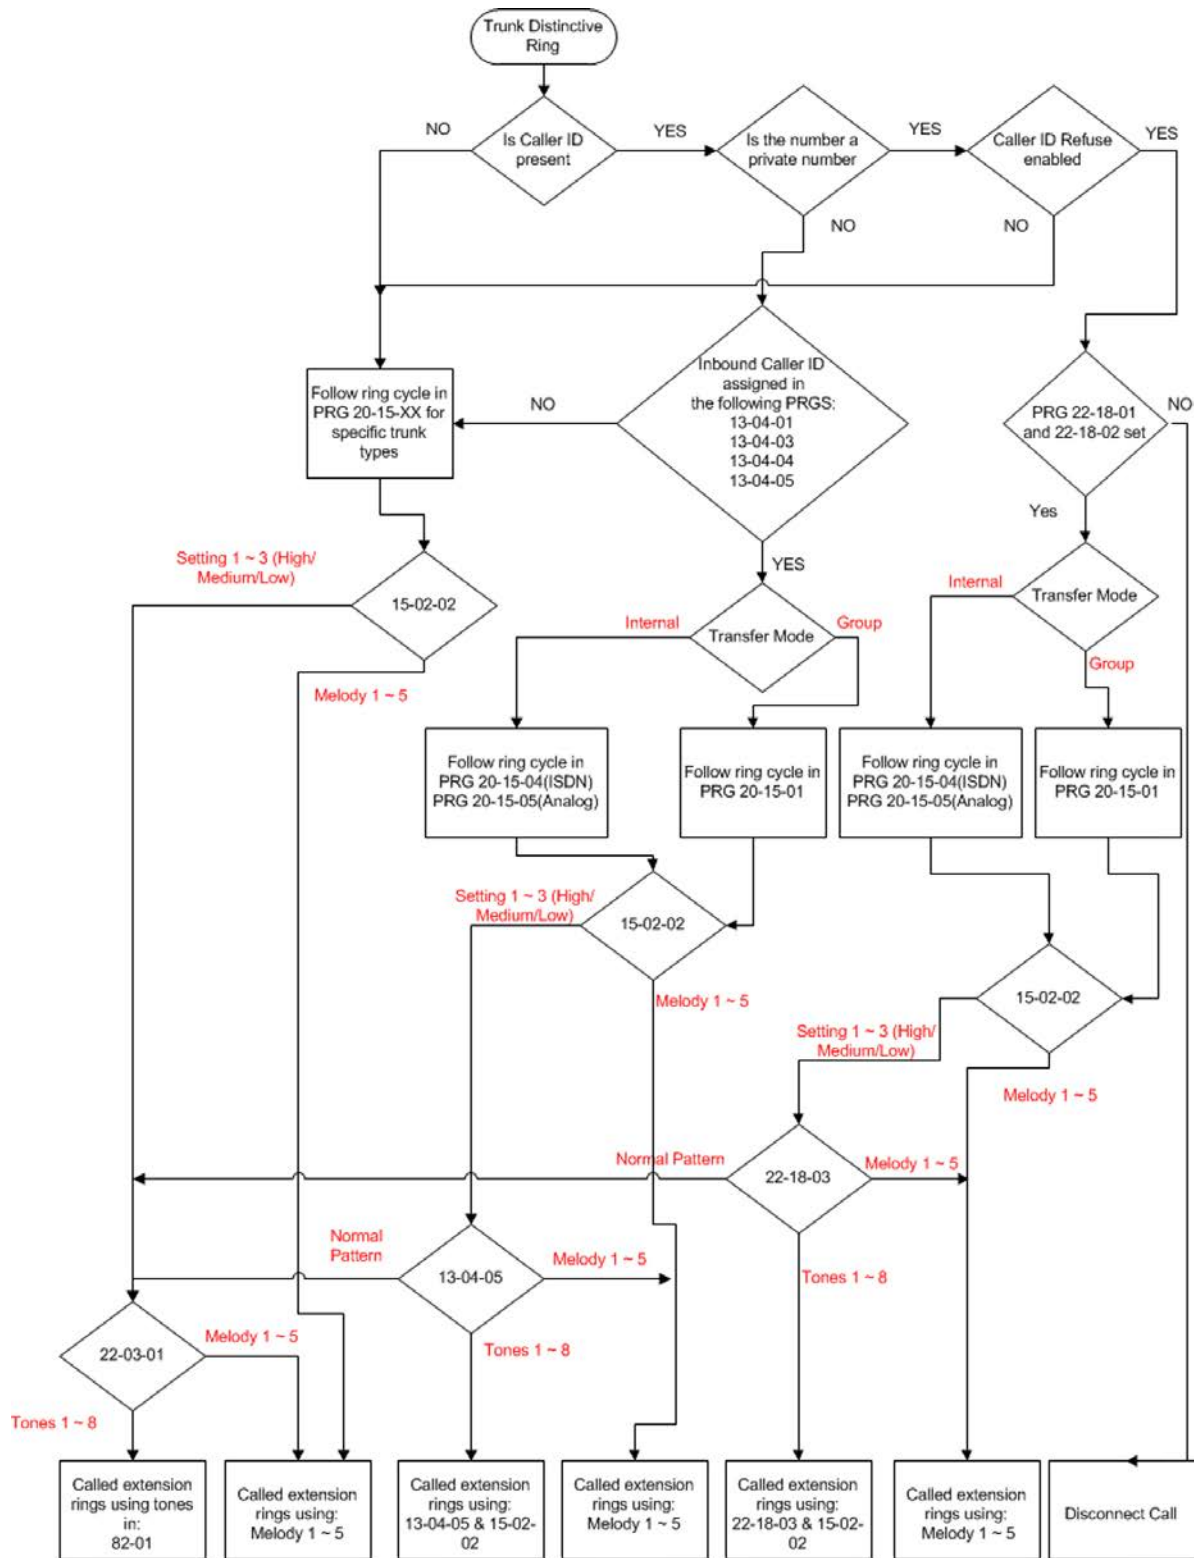 Trunk Distinctive
Ring
NO
Is Caller ID
present
YES
Is the number a
private number
YES
Caller ID Refuse
enabled
YES
NO
NO
Follow ring cycle in
PRG 20-15-XX for
specific trunk
types
NO
Inbound Caller ID
assigned in
the following PRGS:
13-04-01
13-04-03
13-04-04
13-04-05
PRG 22-18-01
and 22-18-02 set
NO
Yes
YES
Setting 1 ~ 3 (High/
Medium/Low)
15-02-02
Melody 1 ~ 5
Internal
Transfer Mode
Group
Internal
Transfer Mode
Group
Follow ring cycle in
PRG 20-15-04(ISDN)
PRG 20-15-05(Analog)
Follow ring cycle in
PRG 20-15-01
Follow ring cycle in
PRG 20-15-04(ISDN)
PRG 20-15-05(Analog)
Follow ring cycle in
PRG 20-15-01
Setting 1 ~ 3 (High/
Medium/Low)
15-02-02
Melody 1 ~ 5
15-02-02
Setting 1 ~ 3 (High/
Medium/Low)
Melody 1 ~ 5
Normal Pattern
22-18-03
Melody 1 ~ 5
Tones 1 ~ 8
Normal
Pattern
13-04-05
Melody 1 ~ 5
Tones 1 ~ 8
22-03-01
Melody 1 ~ 5
Tones 1 ~ 8
Called extension
rings using tones
in:
82-01
Called extension
rings using:
Melody 1 ~ 5
Called extension
rings using:
13-04-05 & 15-02-
02
Called extension
rings using:
Melody 1 ~ 5
Called extension
rings using:
22-18-03 & 15-02-
02
Called extension
rings using:
Melody 1 ~ 5
Disconnect Call